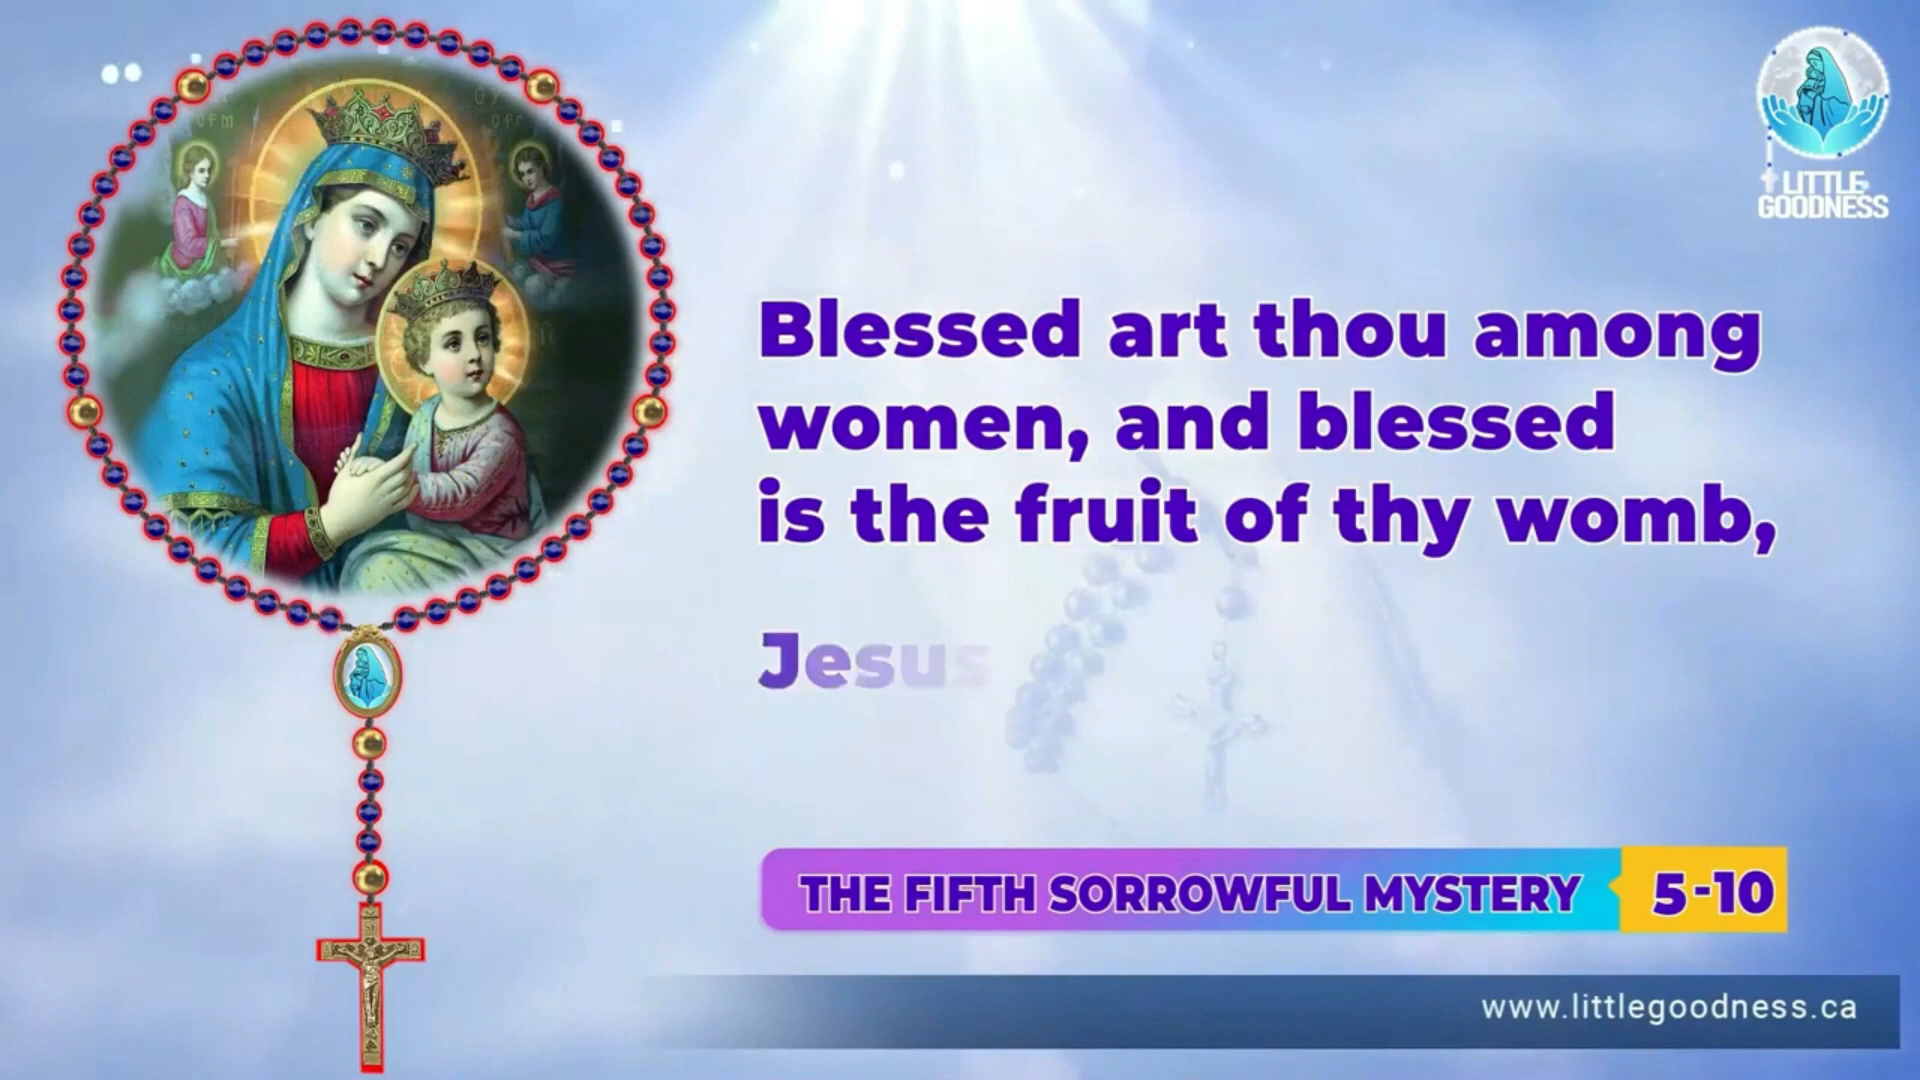 LITTLE
GOODNESS
Blessed art thou among
women, and blessed
is the fruit of thy womb,
Jesus
THE FIFTH SORROWFUL MYSTERY 5-10
www.littlegoodness.ca